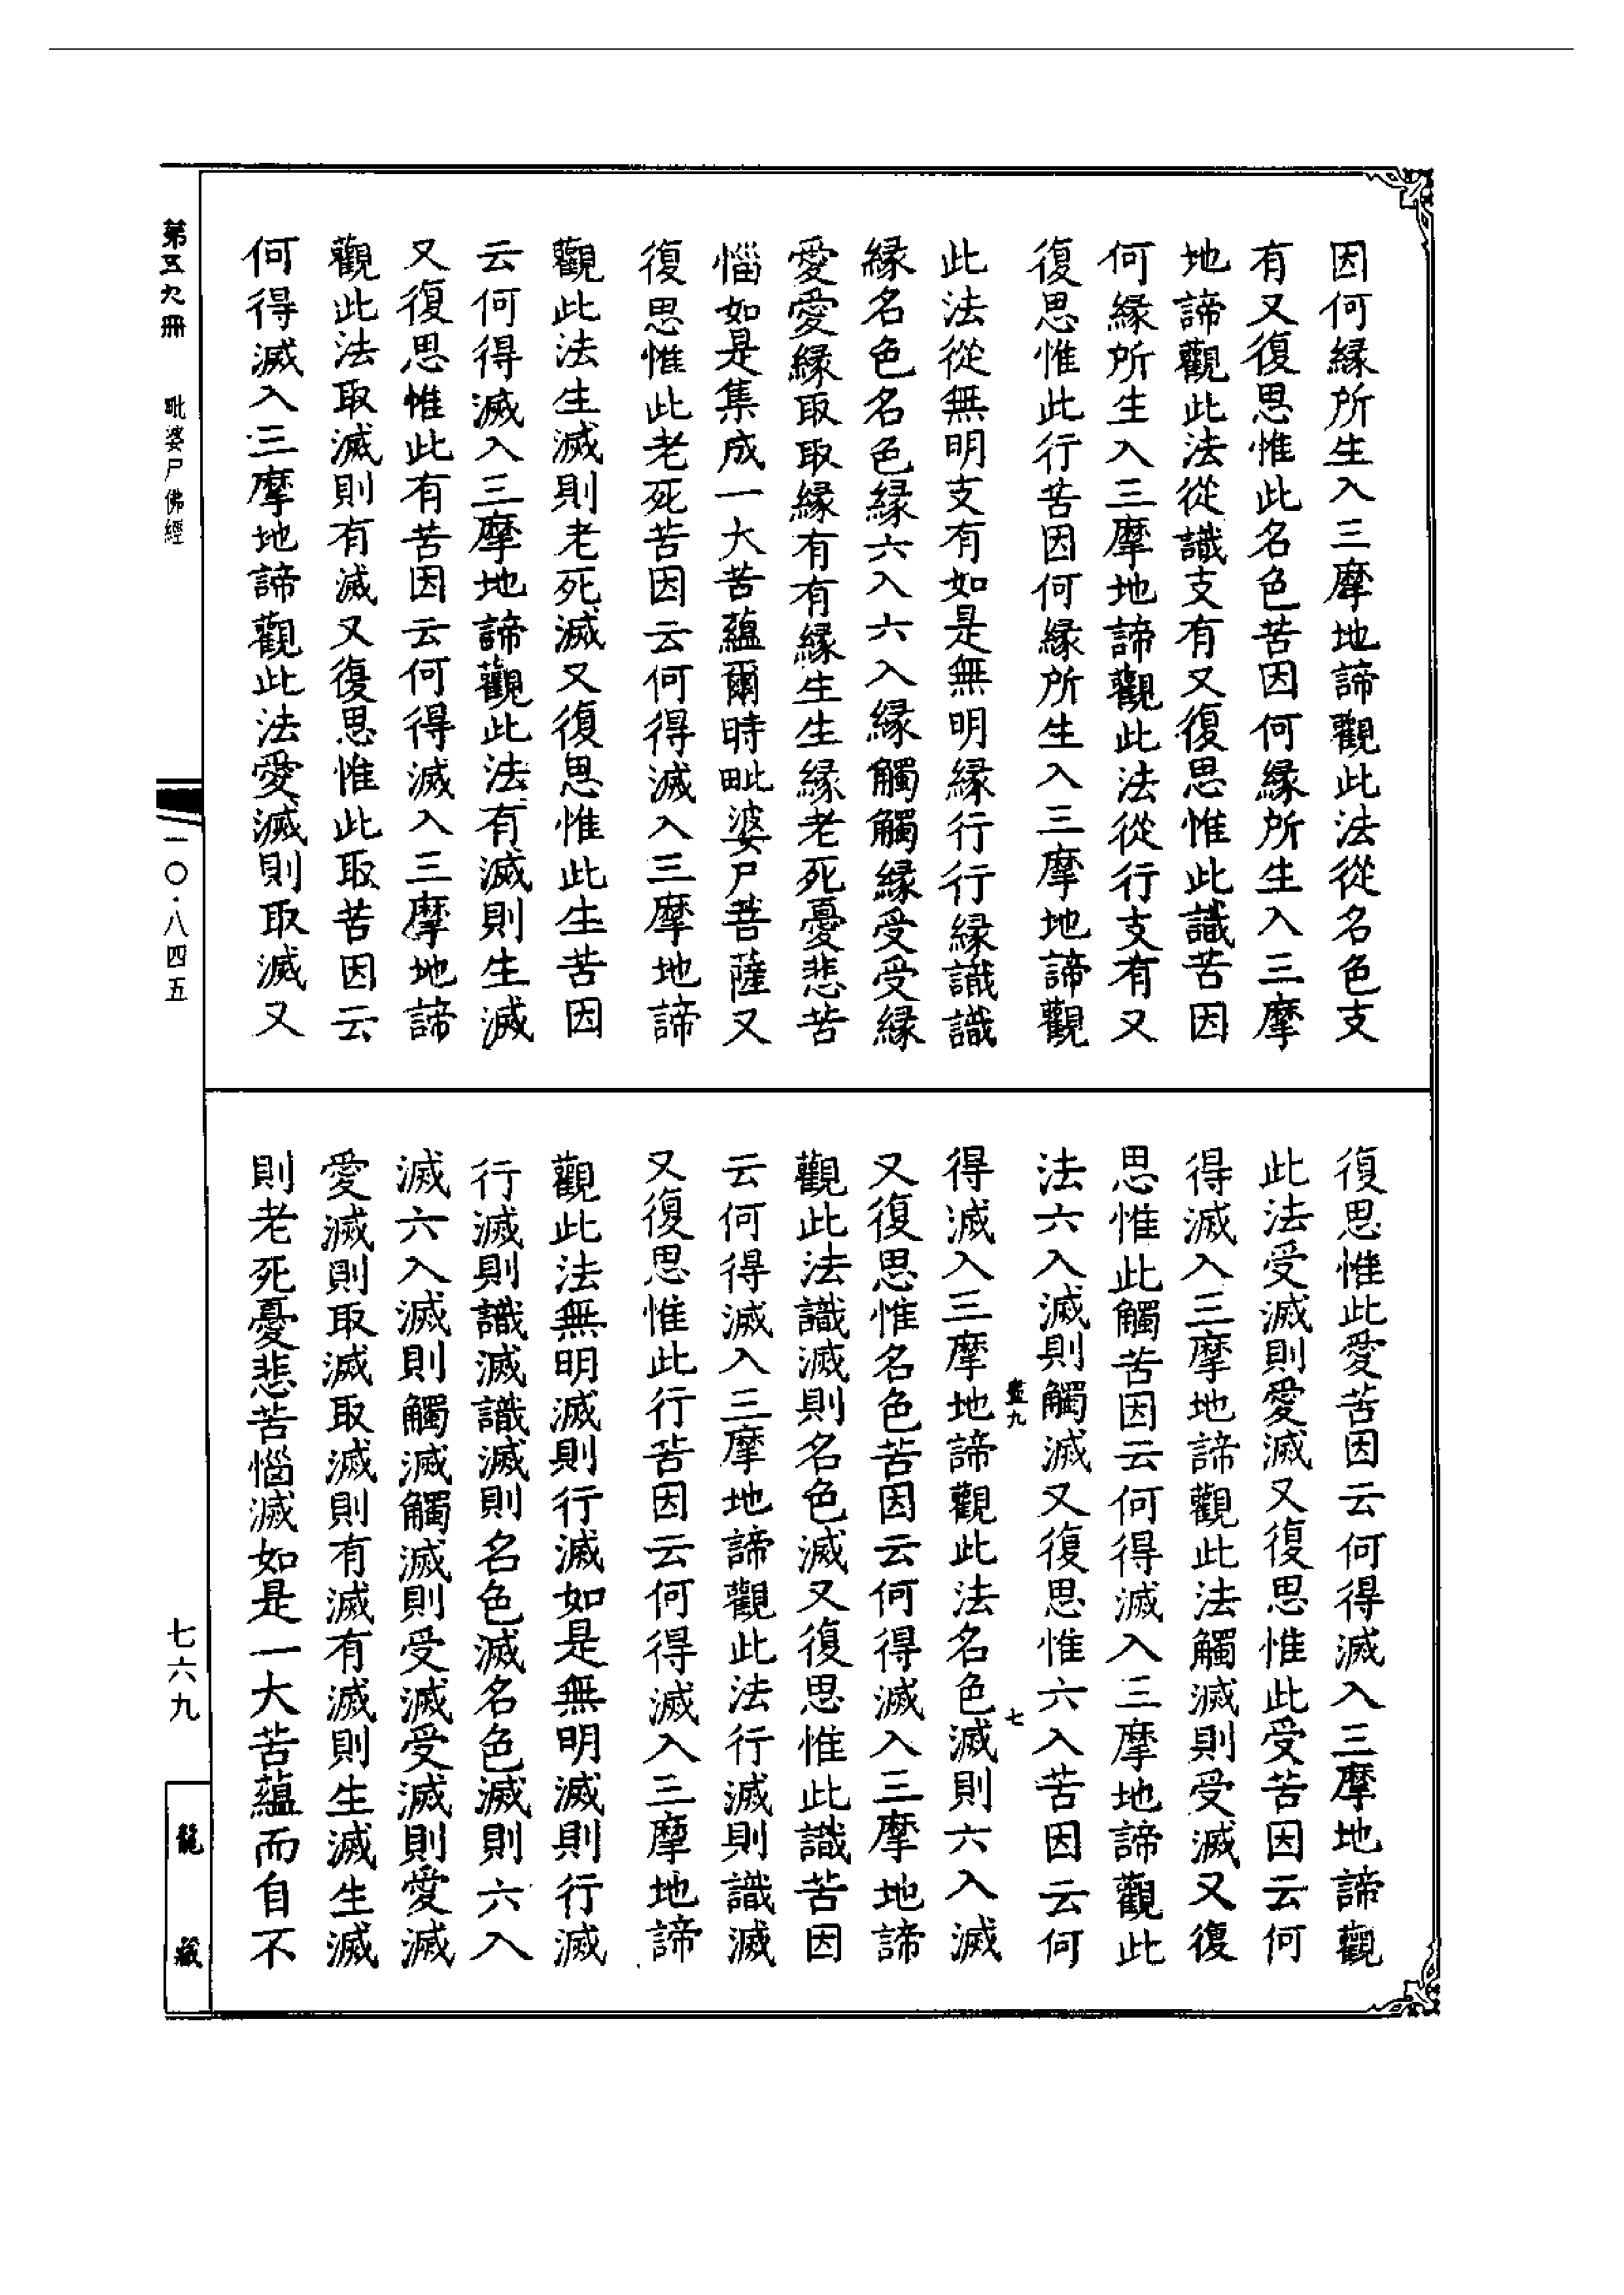 因何緣所生入三摩地諦觀此法從名色支
有又復思惟此名色苦因何緣所生入三摩
地諦觀此法從識支有又復思惟此識苦因
何緣所生入三摩地諦觀此法從行支有又
復思惟此行苦因何緣所生入三摩地諦觀
此法從無明支有如是無明緣行行緣識識
緣名色名色緣六入六入緣觸觸緣受受緣
愛愛緣取取緣有有緣生生緣老死憂悲苦
惱如是集成一大苦蘊爾時毗婆尸菩薩又
復思惟此老死苦因云何得滅入三摩地諦
觀此法生滅則老死滅又復思惟此生苦因
云何得滅入三摩地諦觀此法有滅則生滅
又復思惟此有苦因云何得滅入三摩地諦
觀此法取滅則有滅又復思惟此取苦因云
何得滅入三摩地諦觀此法愛滅則取滅又
復思惟此愛苦因云何得滅入三摩地諦觀
此法受滅則愛滅又復思惟此受苦因云何
得滅入三摩地諦觀此法觸滅則受滅又復
思惟此觸苦因云何得滅入三摩地諦觀此
法六入滅則觸滅又復思惟六入苦因云何
九 七
得滅入三摩地諦觀此法名色滅則六入滅
又復思惟名色苦因云何得滅入三摩地諦
觀此法識滅則名色滅又復思惟此識苦因
云何得滅入三摩地諦觀此法行滅則識滅
又復思惟此行苦因云何得滅入三摩地諦
觀此法無明滅則行滅如是無明滅則行滅
行滅則識滅識滅則名色滅名色滅則六入
滅六入滅則觸滅觸滅則受滅受滅則愛滅
愛滅則取滅取滅則有滅有滅則生滅生滅
則老死憂悲苦惱滅如是一大苦蘊而自不
第五九冊 毗婆尸佛經 一〇·八四五 七六九 龍藏